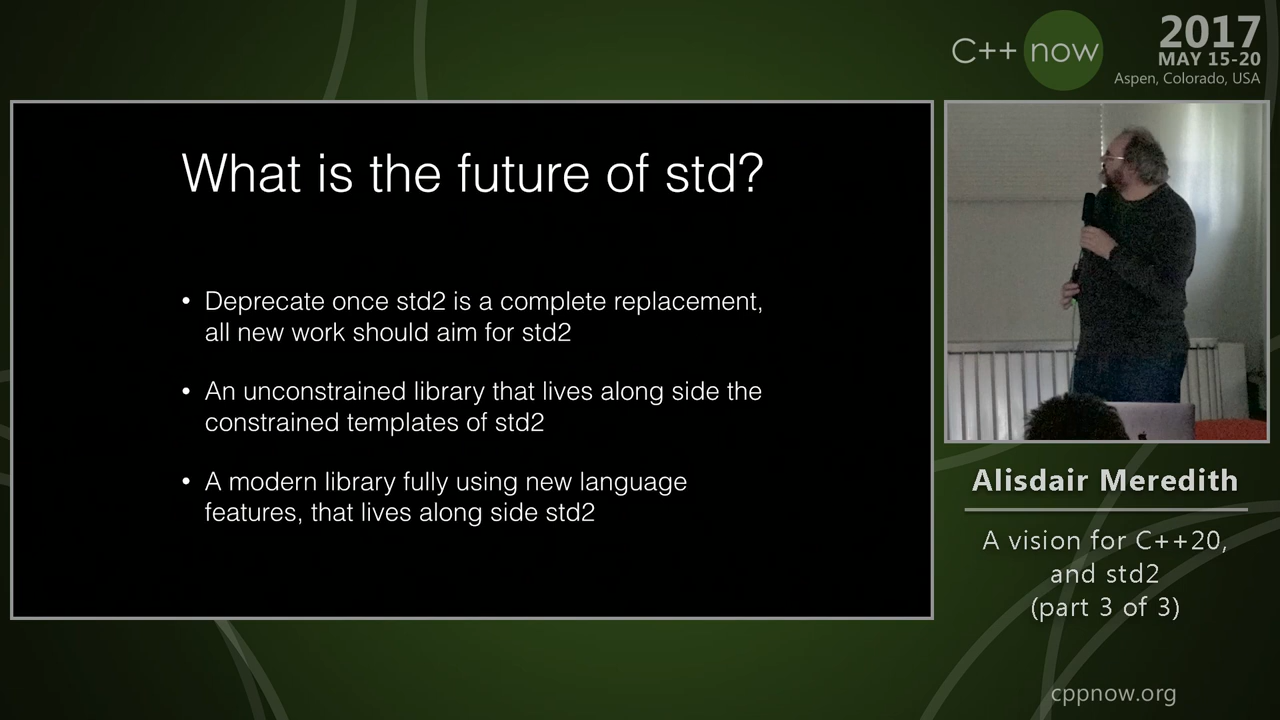 C++ now
2017
MAY 15-20
Aspen, Colorado, USA
What is the future of std?
• Deprecate once std2 is a complete replacement,
all new work should aim for std2
• An unconstrained library that lives along side the
constrained templates of std2
• A modern library fully using new language
features, that lives along side std2
Alisdair Meredith
A vision for C++20,
and std2
(part 3 of 3)
cppnow.org